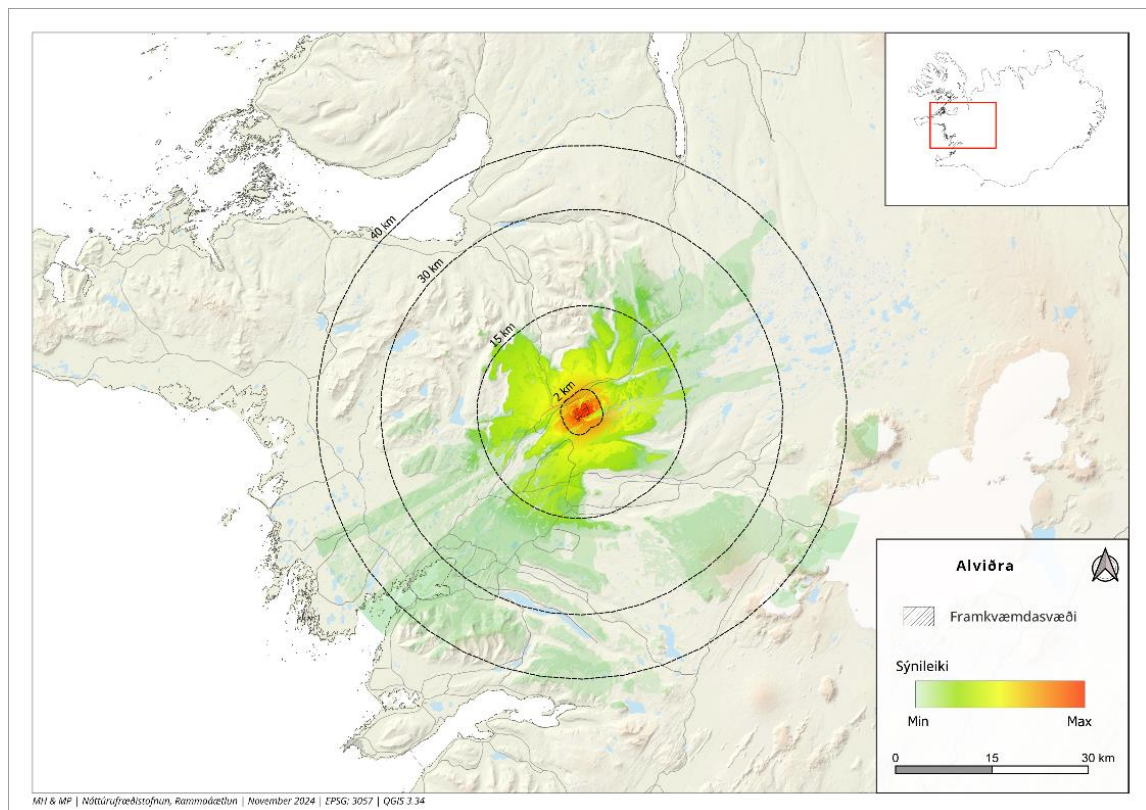 40 km
30 km
15 km
2 km
Alviðra
Framkvæmdasvæði
Sýnileiki
Min Max
0 15 30 km
MH & MP | Náttúrufræðistofnun, Rammaáætlun | November 2024 | EPSG: 3057 | QGIS 3.34